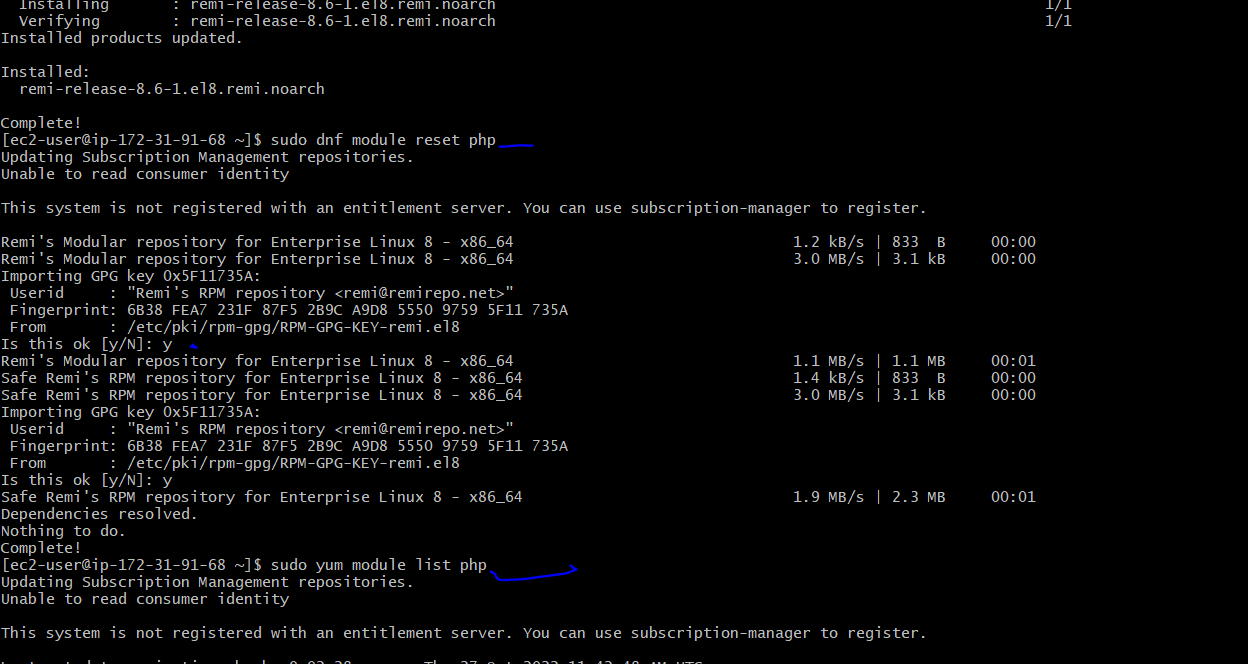 Installing : remi-release-8.6-1.el8.remi.noarch 1/1
Verifying : remi-release-8.6-1.el8.remi.noarch 1/1
Installed products updated.
Installed:
remi-release-8.6-1.el8.remi.noarch
Complete!
[ec2-user@ip-172-31-91-68 ~]$ sudo dnf module reset php
Updating Subscription Management repositories.
Unable to read consumer identity
This system is not registered with an entitlement server. You can use subscription-manager to register.
Remi's Modular repository for Enterprise Linux 8 - x86_64 1.2 kB/s | 833 B 00:00
Remi's Modular repository for Enterprise Linux 8 - x86_64 3.0 MB/s | 3.1 kB 00:00
Importing GPG key 0x5F11735A:
Userid : "Remi's RPM repository <remi@remirepo.net>"
Fingerprint: 6B38 FEA7 231F 87F5 2B9C A9D8 5550 9759 5F11 735A
From : /etc/pki/rpm-gpg/RPM-GPG-KEY-remi.el8
Is this ok [y/N]: y
Remi's Modular repository for Enterprise Linux 8 - x86_64 1.1 MB/s | 1.1 MB 00:01
Safe Remi's RPM repository for Enterprise Linux 8 - x86_64 1.4 kB/s | 833 B 00:00
Safe Remi's RPM repository for Enterprise Linux 8 - x86_64 3.0 MB/s | 3.1 kB 00:00
Importing GPG key 0x5F11735A:
Userid : "Remi's RPM repository <remi@remirepo.net>"
Fingerprint: 6B38 FEA7 231F 87F5 2B9C A9D8 5550 9759 5F11 735A
From : /etc/pki/rpm-gpg/RPM-GPG-KEY-remi.el8
Is this ok [y/N]: y
Safe Remi's RPM repository for Enterprise Linux 8 - x86_64 1.9 MB/s | 2.3 MB 00:01
Dependencies resolved.
Nothing to do.
Complete!
[ec2-user@ip-172-31-91-68 ~]$ sudo yum module list php
Updating Subscription Management repositories.
Unable to read consumer identity
This system is not registered with an entitlement server. You can use subscription-manager to register.